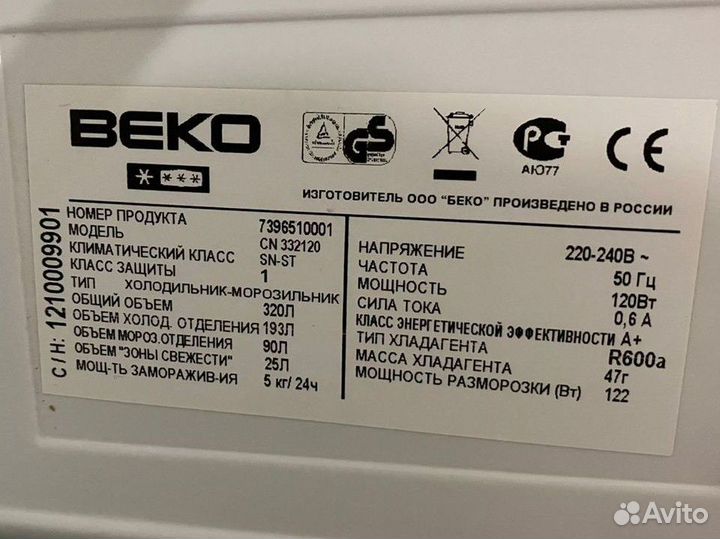 BEKO
GS
РСТ
АЮ77
CE
ИЗГОТОВИТЕЛЬ ООО "БЕКО" ПРОИЗВЕДЕНО В РОССИИ
С / Н: 1210009901
НОМЕР ПРОДУКТА 7396510001
МОДЕЛЬ CN 332120
КЛИМАТИЧЕСКИЙ КЛАСС SN-ST
КЛАСС ЗАЩИТЫ 1
ТИП ХОЛОДИЛЬНИК-МОРОЗИЛЬНИК
ОБЩИЙ ОБЪЕМ 320Л
ОБЪЕМ ХОЛОД. ОТДЕЛЕНИЯ 193Л
ОБЪЕМ МОРОЗ.ОТДЕЛЕНИЯ 90Л
ОБЪЕМ "ЗОНЫ СВЕЖЕСТИ" 25Л
МОЩ-ТЬ ЗАМОРАЖИВ-ИЯ 5 кг/ 24ч
НАПРЯЖЕНИЕ 220-240В ~
ЧАСТОТА 50 Гц
МОЩНОСТЬ 120Вт
СИЛА ТОКА 0,6 А
КЛАСС ЭНЕРГЕТИЧЕСКОЙ ЭФФЕКТИВНОСТИ А+
ТИП ХЛАДАГЕНТА R600a
МАССА ХЛАДАГЕНТА 47г
МОЩНОСТЬ РАЗМОРОЗКИ (Вт) 122
Avito